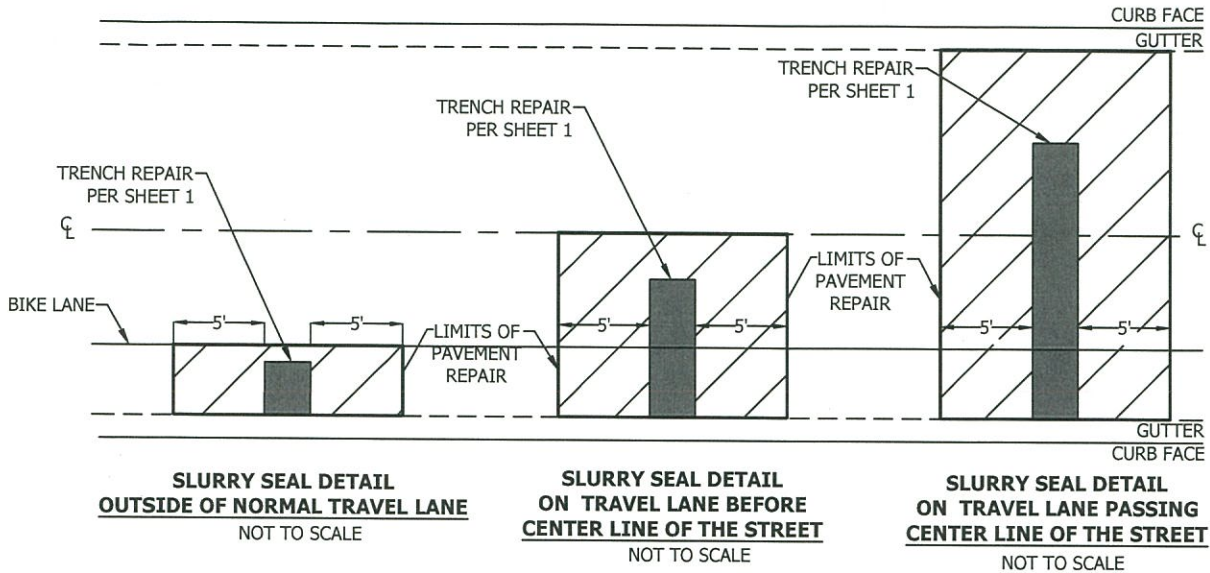 CURB FACE
GUTTER
TRENCH REPAIR
PER SHEET 1
TRENCH REPAIR
PER SHEET 1
TRENCH REPAIR
PER SHEET 1
℄
℄
LIMITS OF
PAVEMENT
REPAIR
BIKE LANE
5'
5'
LIMITS OF
PAVEMENT
REPAIR
5'
5'
5'
5'
GUTTER
CURB FACE
SLURRY SEAL DETAIL
OUTSIDE OF NORMAL TRAVEL LANE
NOT TO SCALE
SLURRY SEAL DETAIL
ON TRAVEL LANE BEFORE
CENTER LINE OF THE STREET
NOT TO SCALE
SLURRY SEAL DETAIL
ON TRAVEL LANE PASSING
CENTER LINE OF THE STREET
NOT TO SCALE